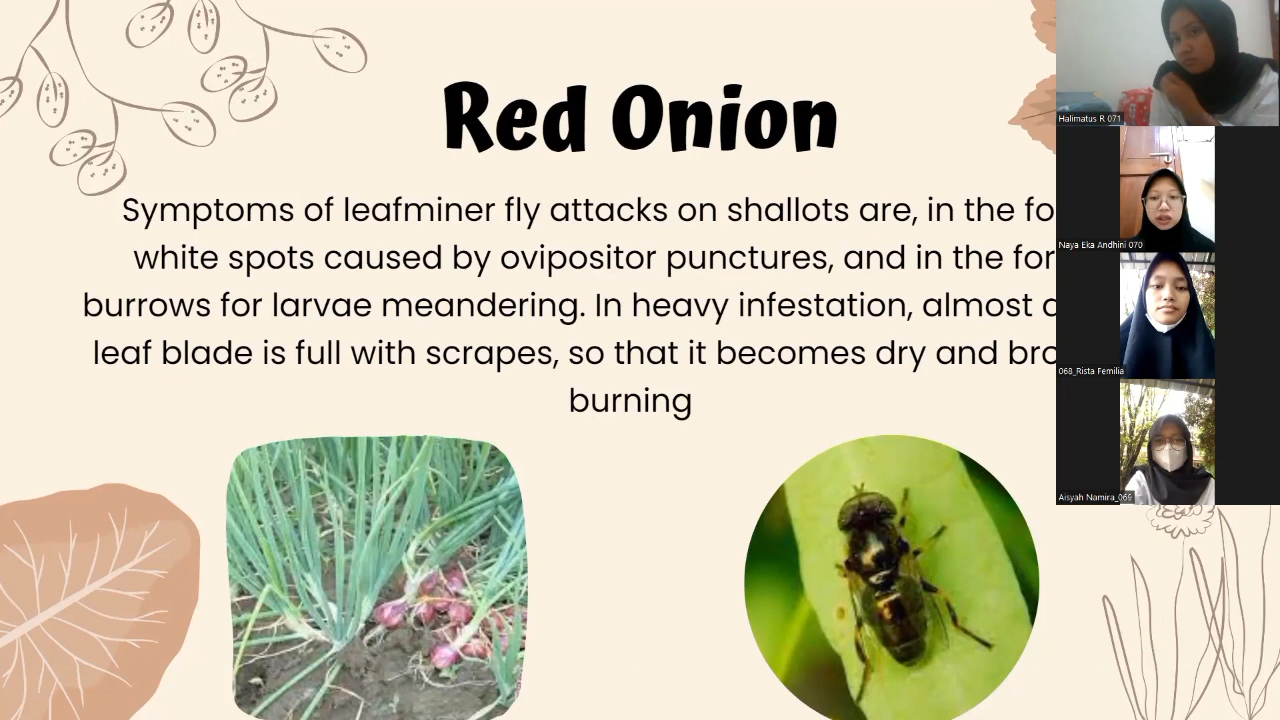 Red Onion
Symptoms of leafminer fly attacks on shallots are, in the fo
white spots caused by ovipositor punctures, and in the for
burrows for larvae meandering. In heavy infestation, almost
leaf blade is full with scrapes, so that it becomes dry and bro
burning
Halimatus R 071
Naya Eka Andhini 070
068_Rista Femilia
Aisyah Namira_069